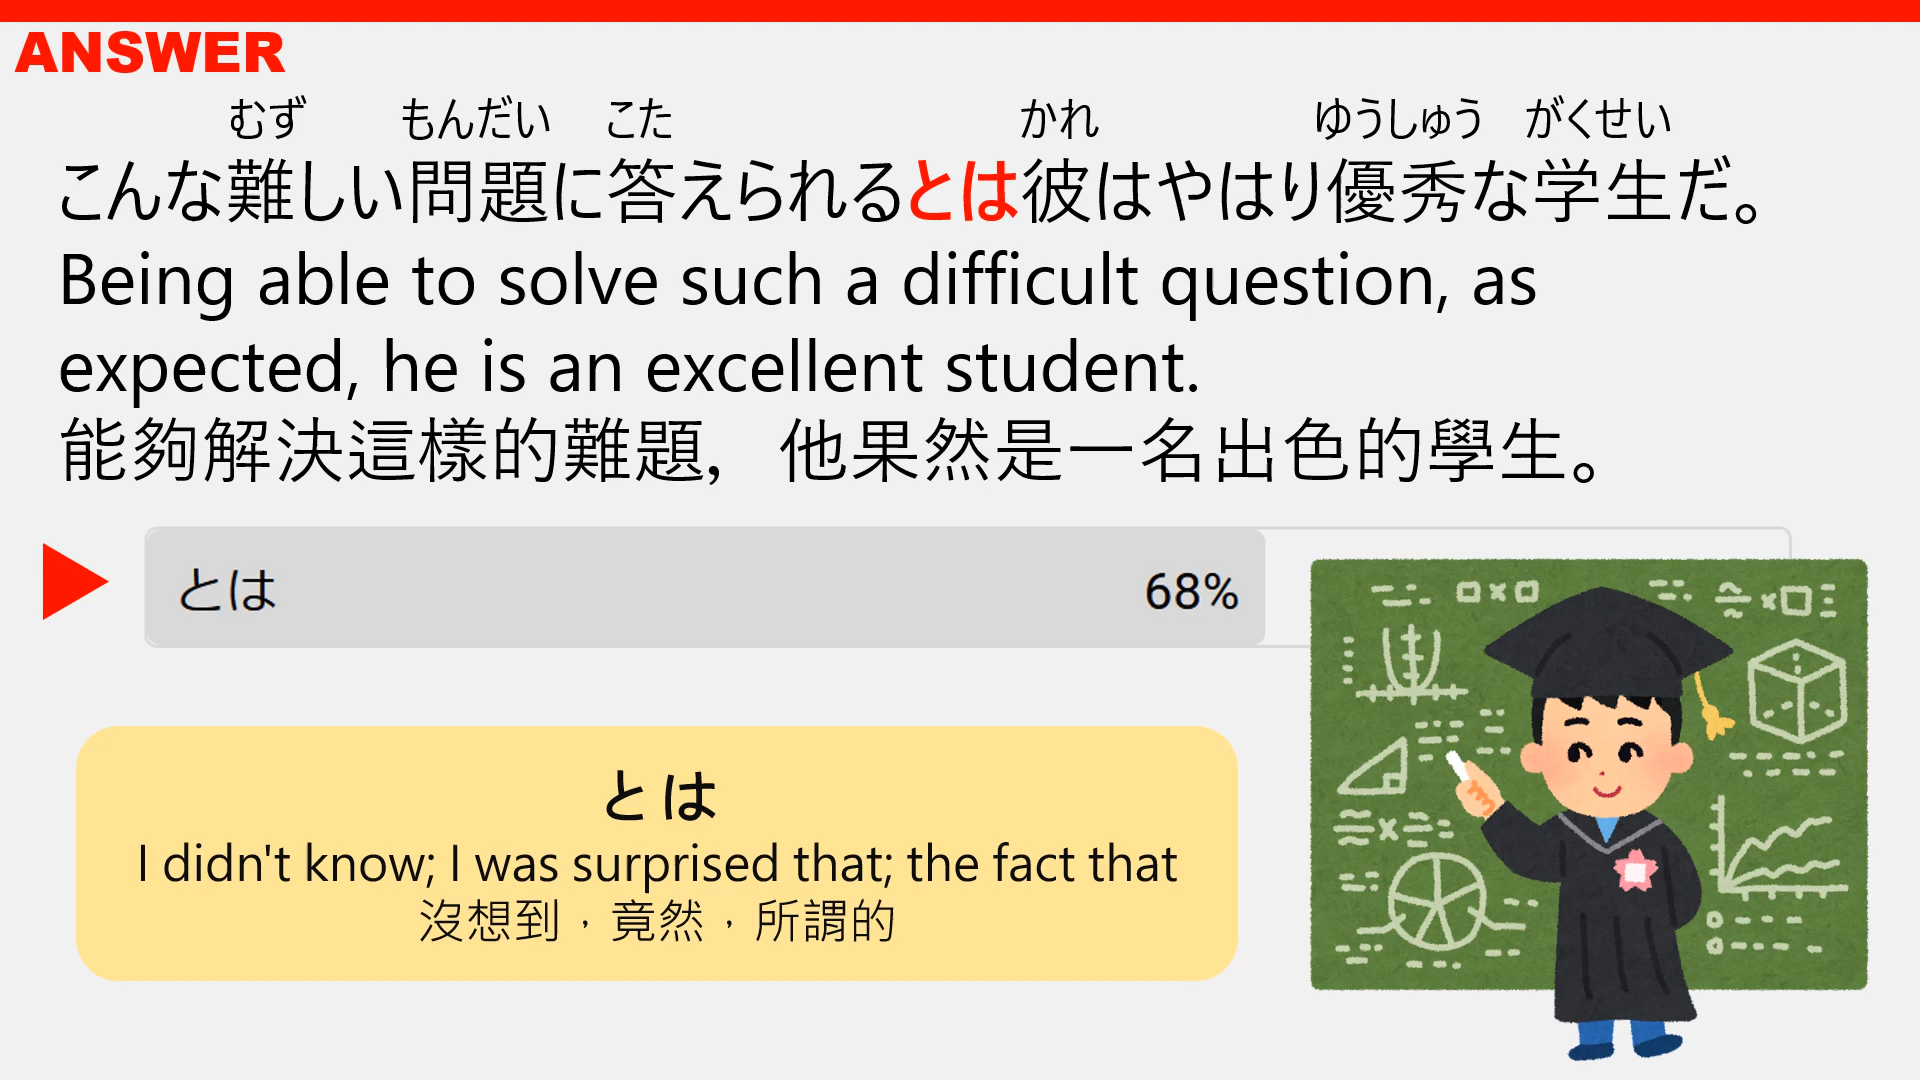 ANSWER
むず もんだい こた かれ ゆうしゅう がくせい
こんな難しい問題に答えられるとは彼はやはり優秀な学生だ。
Being able to solve such a difficult question, as
expected, he is an excellent student.
能夠解決這樣的難題, 他果然是一名出色的學生。
とは 68%
とは
I didn't know; I was surprised that; the fact that
沒想到，竟然，所謂的